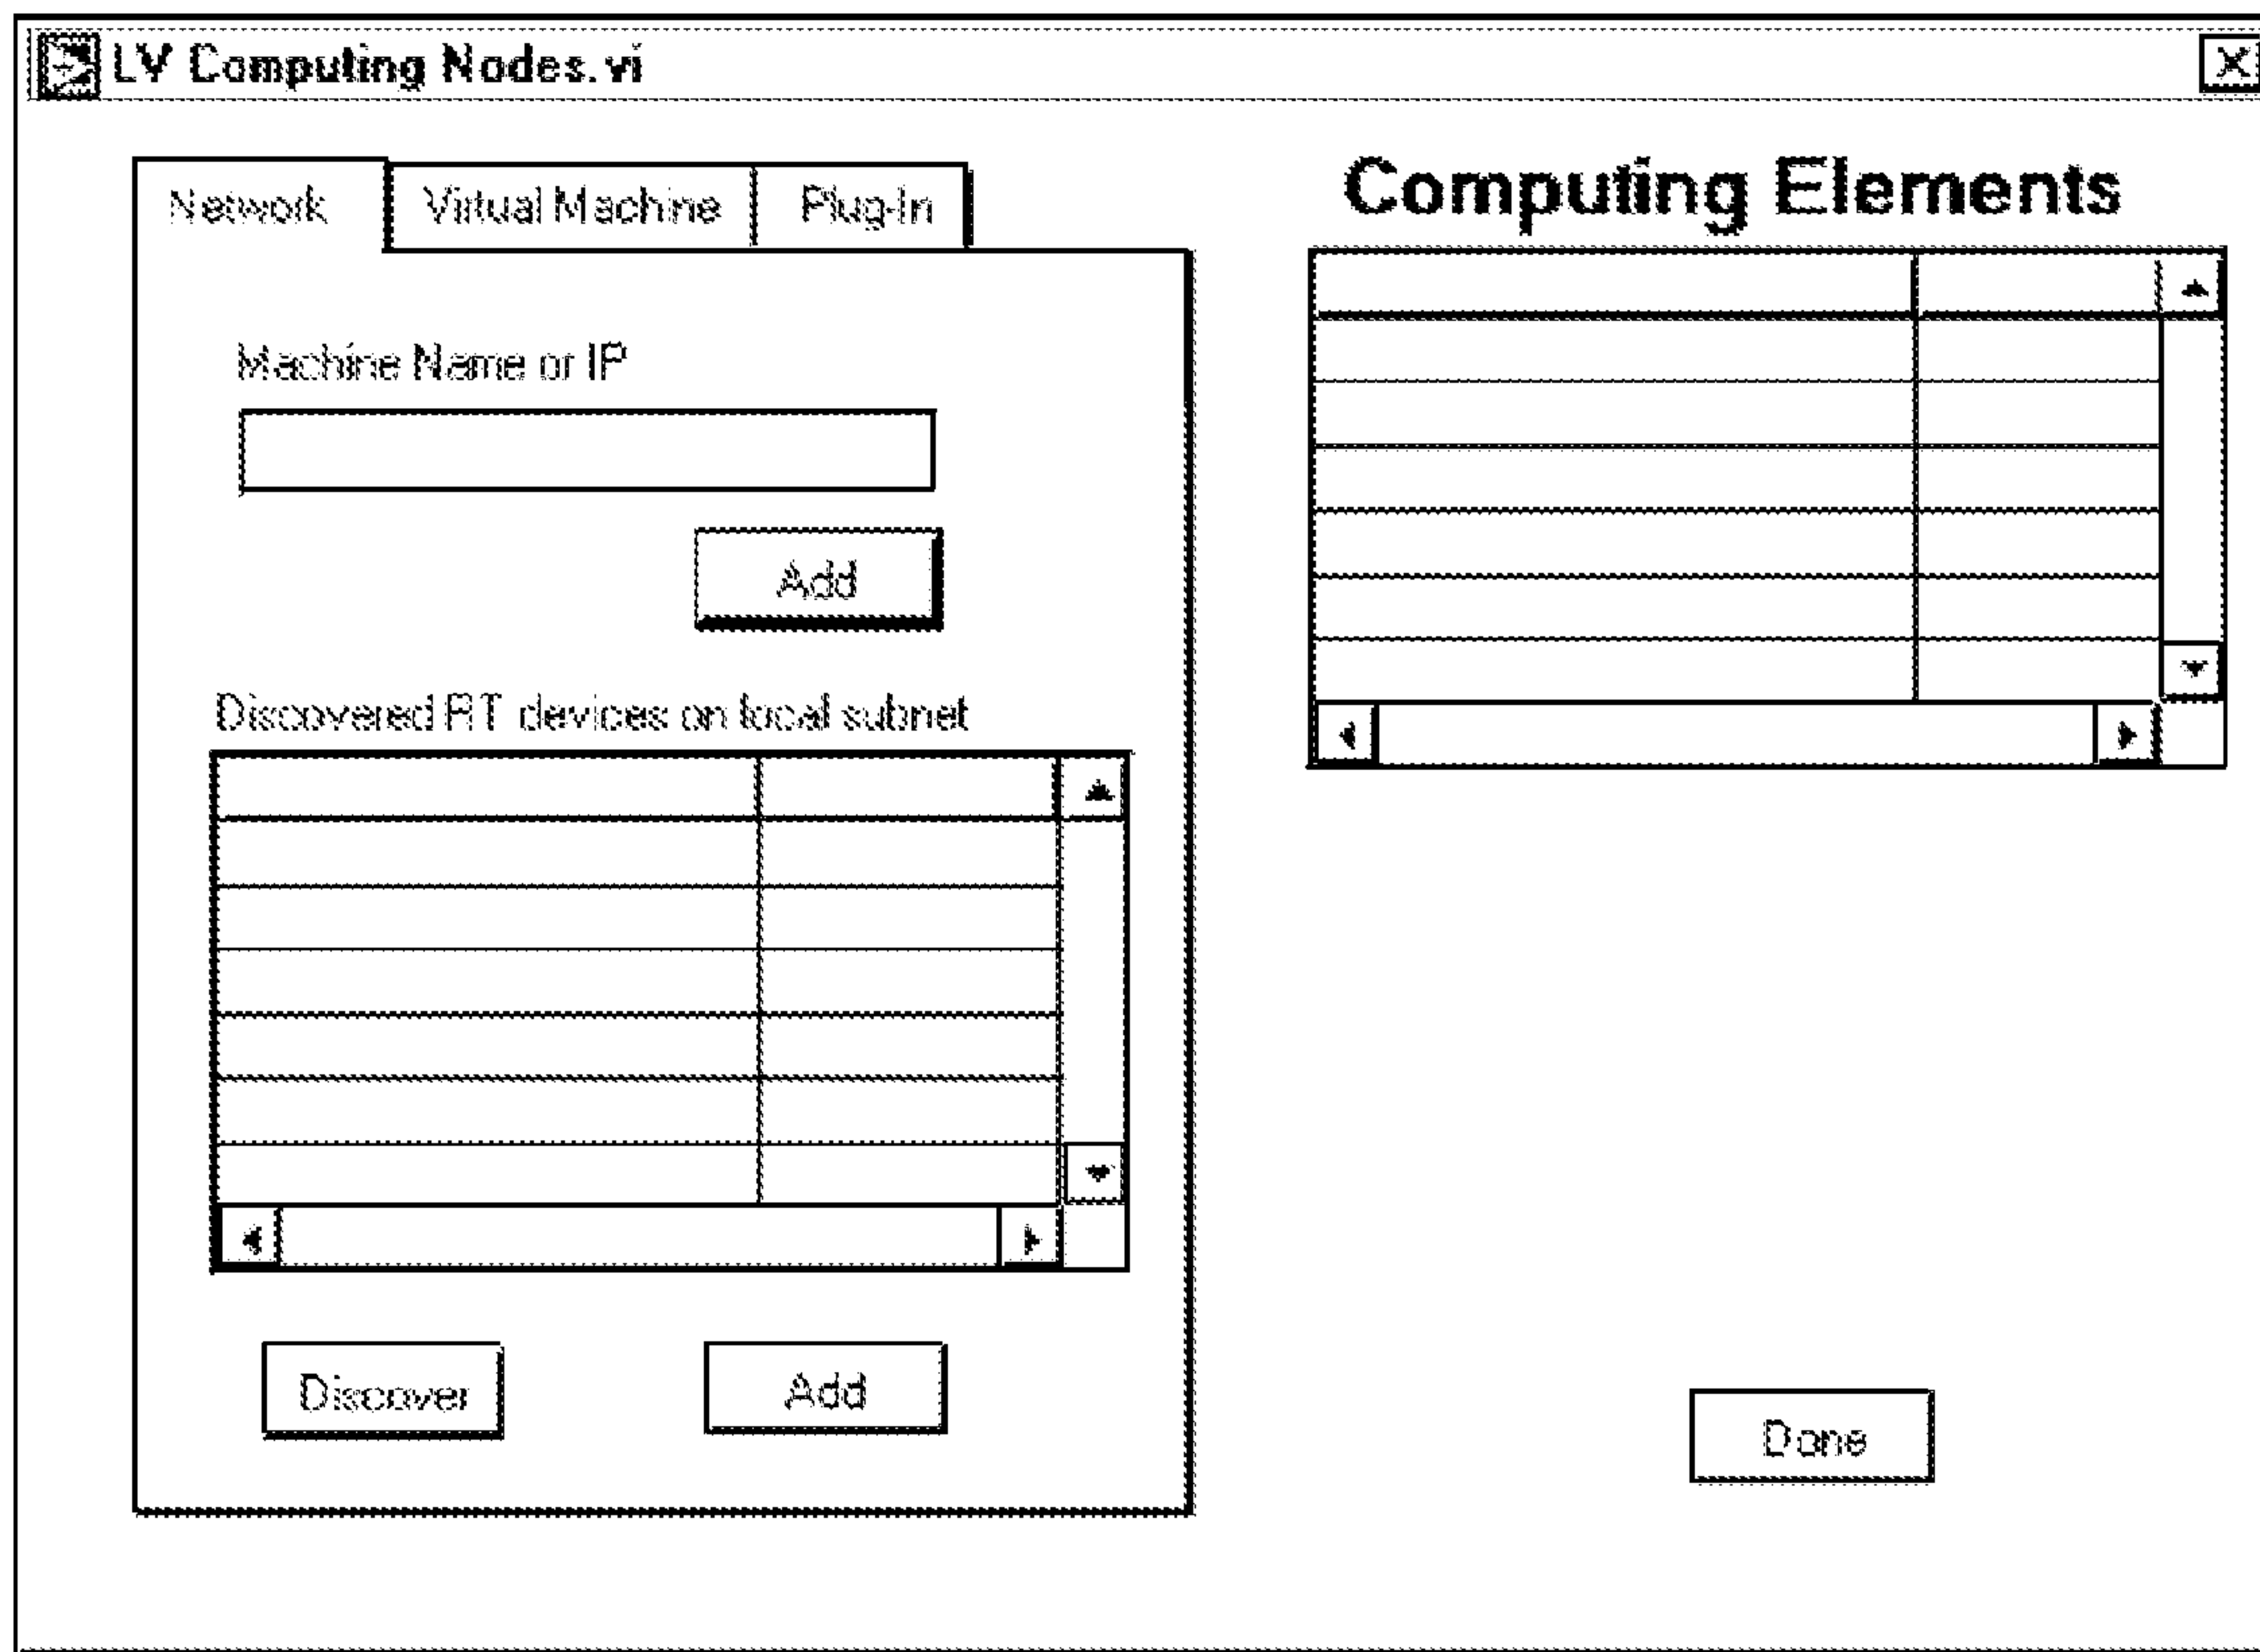 LV Computing Nodes.vi
Network Virtual Machine Plug-In
Machine Name or IP
Add
Discovered RT devices on local subnet
Discover Add
Computing Elements
Done